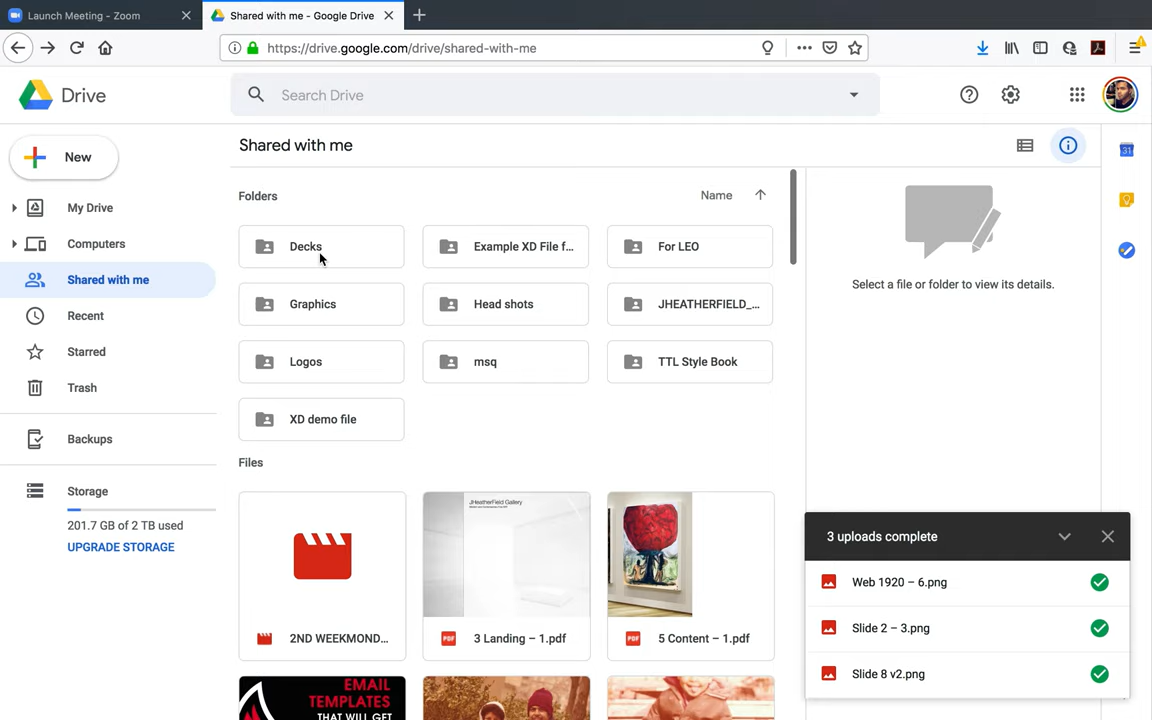 Launch Meeting - Zoom
Shared with me - Google Drive
https://drive.google.com/drive/shared-with-me
Drive
Search Drive
New
My Drive
Computers
Shared with me
Recent
Starred
Trash
Backups
Storage
201.7 GB of 2 TB used
UPGRADE STORAGE
Shared with me
Folders
Name
Decks
Example XD File f...
For LEO
Graphics
Head shots
JHEATHERFIELD_...
Logos
msq
TTL Style Book
XD demo file
Files
JHeatherField Gallery
2ND WEEKMOND...
PDF
3 Landing – 1.pdf
PDF
5 Content – 1.pdf
EMAIL
TEMPLATES
THAT WILL GET
31
Select a file or folder to view its details.
3 uploads complete
Web 1920 – 6.png
Slide 2 – 3.png
Slide 8 v2.png